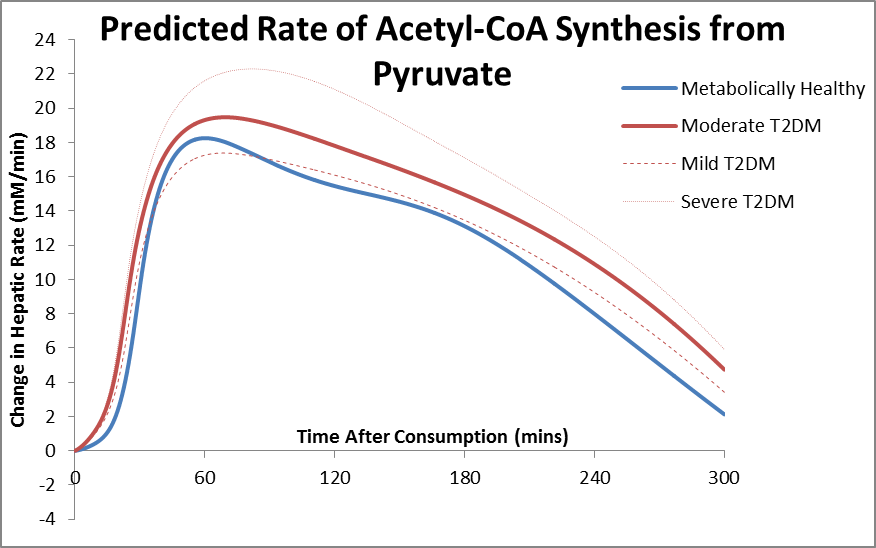 Predicted Rate of Acetyl-CoA Synthesis from
Pyruvate
Change in Hepatic Rate (mM/min)
24
22
20
18
16
14
12
10
8
6
4
2
0
-2
-4
Metabolically Healthy
Moderate T2DM
Mild T2DM
Severe T2DM
Time After Consumption (mins)
0 60 120 180 240 300